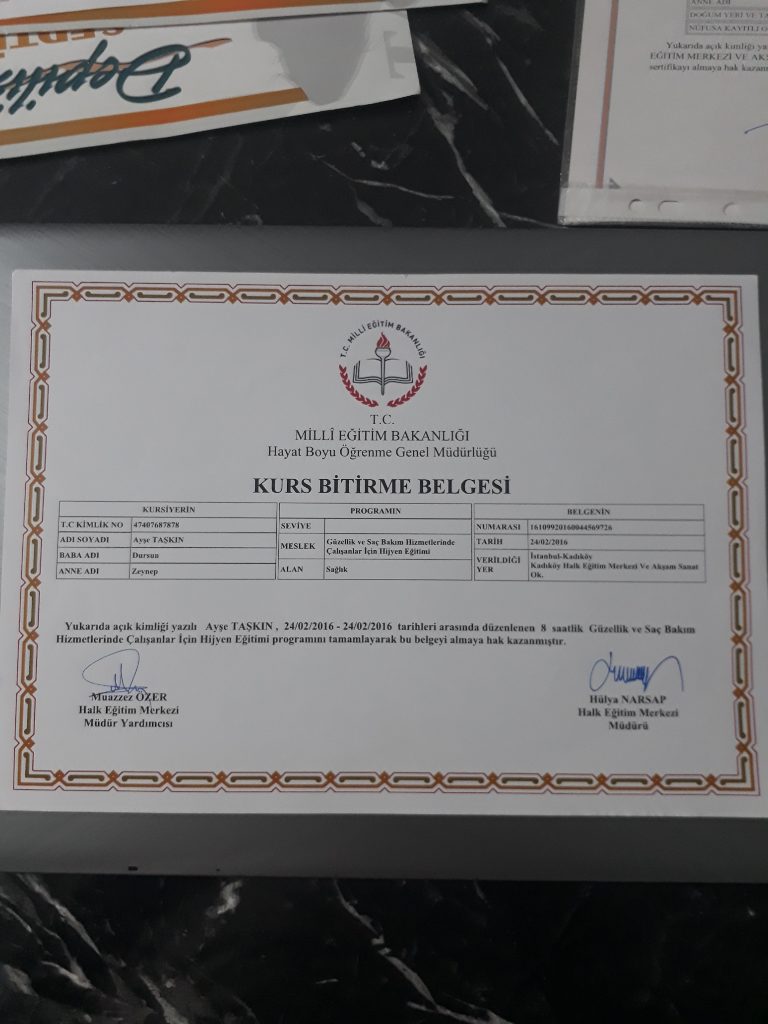 Depilis
ANNE ADI
DOĞUM YERİ VE TA
NÜFUSA KAYITLI O
Yukarıda açık kimliği ya
EĞİTİM MERKEZİ VE AKŞ
sertifikayı almaya hak kazanm
T.C. MİLLÎ EĞİTİM BAKANLIĞI
T.C.
MİLLÎ EĞİTİM BAKANLIĞI
Hayat Boyu Öğrenme Genel Müdürlüğü
KURS BİTİRME BELGESİ
KURSİYERİN
T.C KİMLİK NO 47407687878
ADI SOYADI Ayşe TAŞKIN
BABA ADI Dursun
ANNE ADI Zeynep
PROGRAMIN
SEVİYE
MESLEK Güzellik ve Saç Bakım Hizmetlerinde
Çalışanlar İçin Hijyen Eğitimi
ALAN Sağlık
BELGENİN
NUMARASI 16109920160044569726
TARİH 24/02/2016
VERİLDİĞİ YER İstanbul-Kadıköy
Kadıköy Halk Eğitim Merkezi Ve Akşam Sanat
Ok.
Yukarıda açık kimliği yazılı Ayşe TAŞKIN , 24/02/2016 - 24/02/2016 tarihleri arasında düzenlenen 8 saatlik Güzellik ve Saç Bakım
Hizmetlerinde Çalışanlar İçin Hijyen Eğitimi programını tamamlayarak bu belgeyi almaya hak kazanmıştır.
Muazzez ÖZER
Halk Eğitim Merkezi
Müdür Yardımcısı
Hülya NARSAP
Halk Eğitim Merkezi
Müdürü